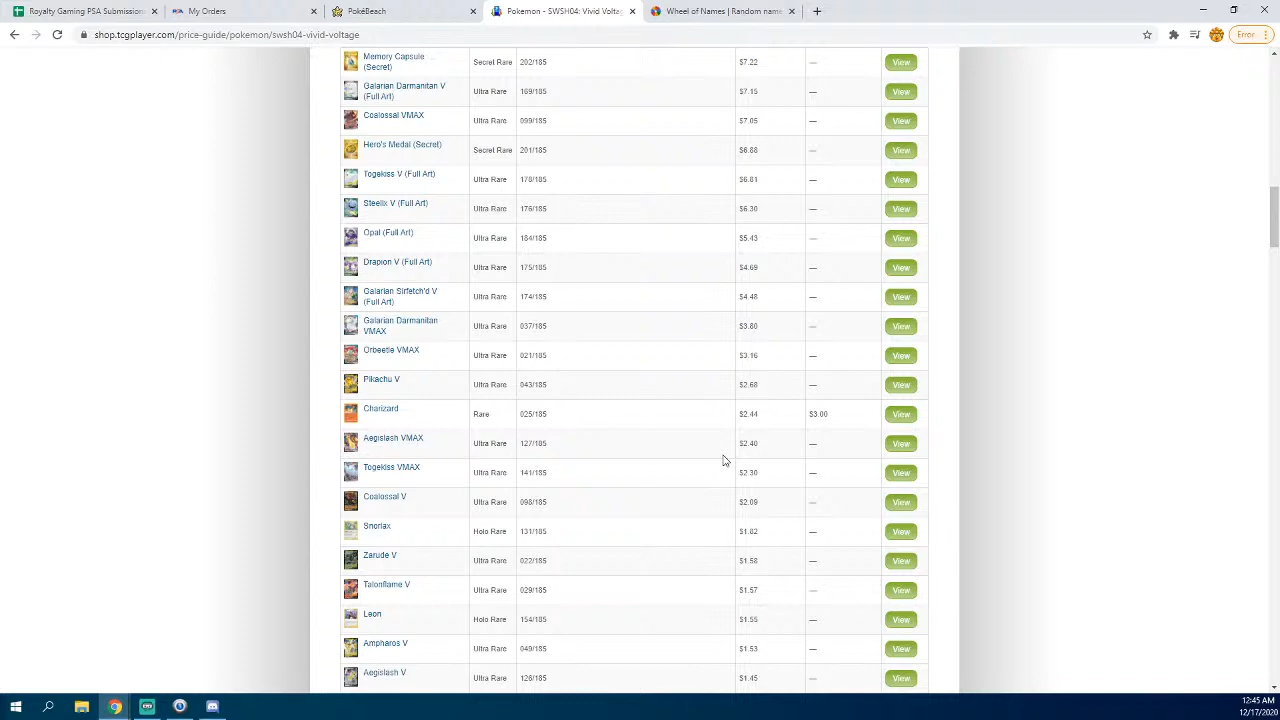 Royalty Gaming PSA Submissions
My Orders
PokéBeach
Pokemon - SWSH04: Vivid Voltag
Wheel of Names | Random name
shop.tcgplayer.com/price-guide/pokemon/swsh04-vivid-voltage
Error
Memory Capsule (Secret) Secret Rare 202/185 $7.22 — View
Galarian Darmanitan V (Full Art) Ultra Rare 169/185 $7.15 — View
Coalossal VMAX Ultra Rare $7.05 — View
Hero's Medal (Secret) Secret Rare 201/185 $6.88 — View
Togekiss V (Full Art) Ultra Rare 178/185 $6.81 — View
Steelix V (Full Art) Ultra Rare $6.30 — View
Opal (Full Art) Ultra Rare 184/185 $5.43 — View
Drapion V (Full Art) Ultra Rare 175/185 — View
Galarian Sirfetch'd V (Full Art) Ultra Rare 174/185 $4.48 — View
Galarian Darmanitan VMAX Ultra Rare 037/185 $3.80 — View
Orbeetle VMAX Ultra Rare 021/185 $3.16 — View
Pikachu V Ultra Rare 043/185 $2.68 — View
Charizard Rare 025/185 $2.44 $3.00 View
Aegislash VMAX Ultra Rare 127/185 $2.40 — View
Togekiss VMAX Ultra Rare 141/185 $2.30 — View
Coalossal V Ultra Rare 098/185 $2.09 — View
Snorlax Holo Rare 131/185 $1.82 — View
Zarude V Ultra Rare 022/185 $1.58 — View
Talonflame V Ultra Rare 029/185 $1.57 — View
Leon Holo Rare 154/185 $1.55 — View
Ampharos V Ultra Rare 049/185 $1.53 — View
Aegislash V Ultra Rare 126/185 $1.45 — View
12:45 AM
12/17/2020